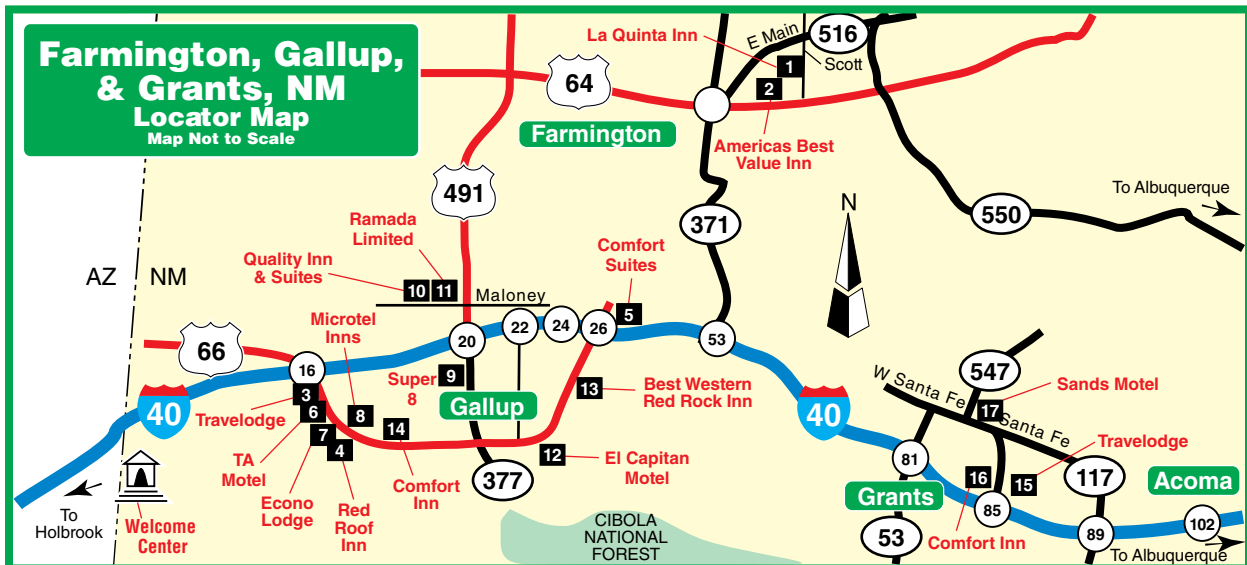 Farmington, Gallup,
& Grants, NM
Locator Map
Map Not to Scale
La Quinta Inn
E Main
516
Scott
1
2
64
Farmington
Americas Best
Value Inn
491
371
550
To Albuquerque
N
AZ
NM
Ramada
Limited
Quality Inn
& Suites
10
11
Maloney
Comfort
Suites
5
Microtel
Inns
66
16
20
22
24
26
53
40
Travelodge
3
6
7
4
8
14
TA
Motel
Econo
Lodge
Red
Roof
Inn
Comfort
Inn
Super
8
9
Gallup
377
13
Best Western
Red Rock Inn
12
El Capitan
Motel
To
Holbrook
Welcome
Center
CIBOLA
NATIONAL
FOREST
40
547
W Santa Fe
17
Sands Motel
Santa Fe
81
16
15
Travelodge
117
Acoma
Grants
85
53
Comfort Inn
89
102
To Albuquerque